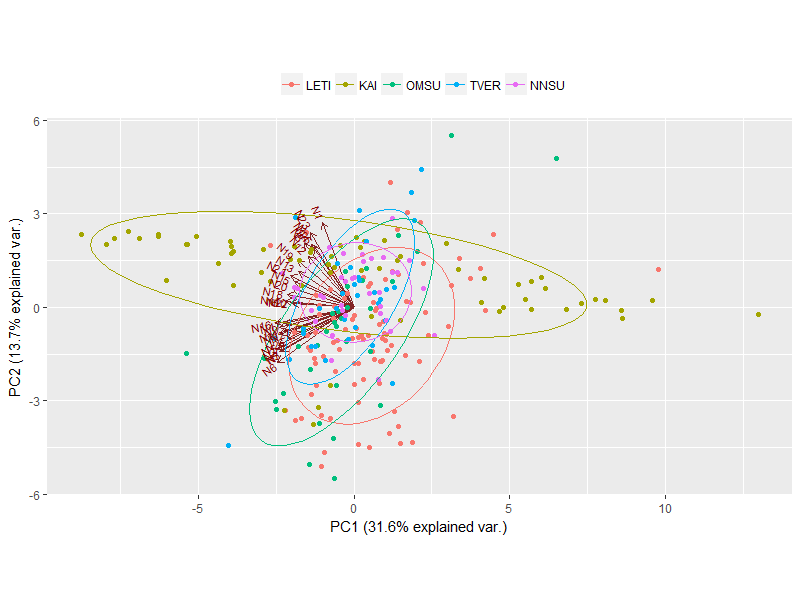 LETI KAI OMSU TVER NNSU
6
3
0
-3
-6
PC2 (13.7% explained var.)
-5 0 5 10
PC1 (31.6% explained var.)
N6